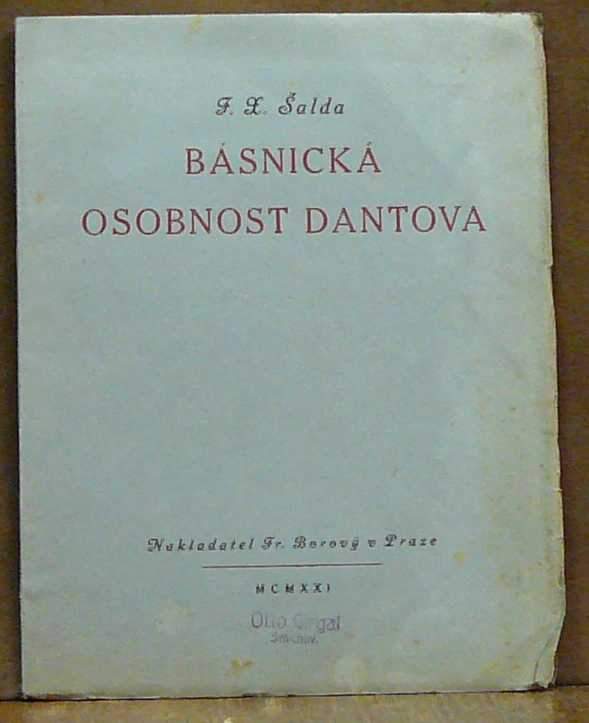 F. X. Šalda
BÁSNICKÁ
OSOBNOST DANTOVA
Nakladatel Fr. Borový v Praze
MCMXXI
Otto